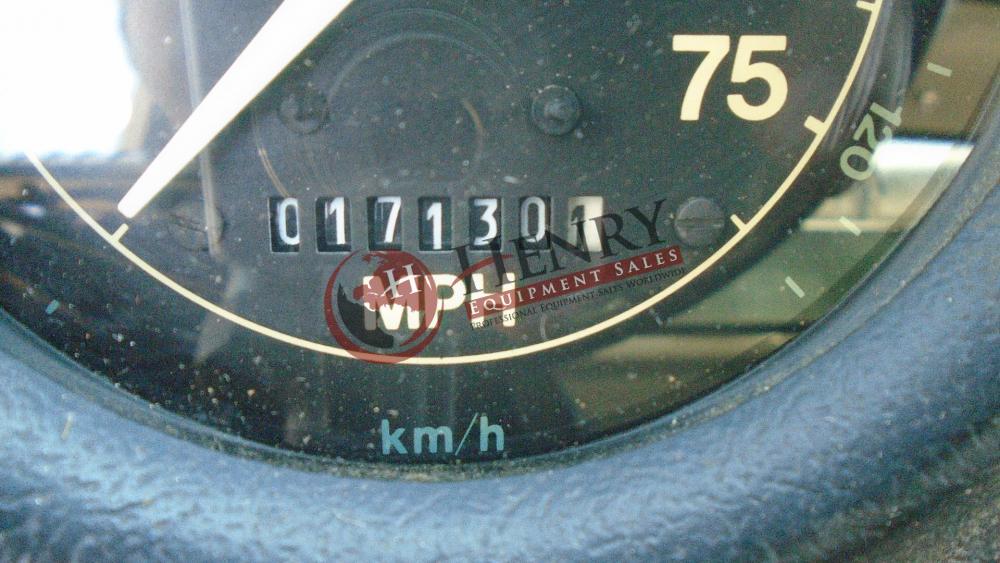 75
120
0171301
HENRY
H
MPH
EQUIPMENT SALES
PROFESSIONAL EQUIPMENT SALES WORLDWIDE
km/h